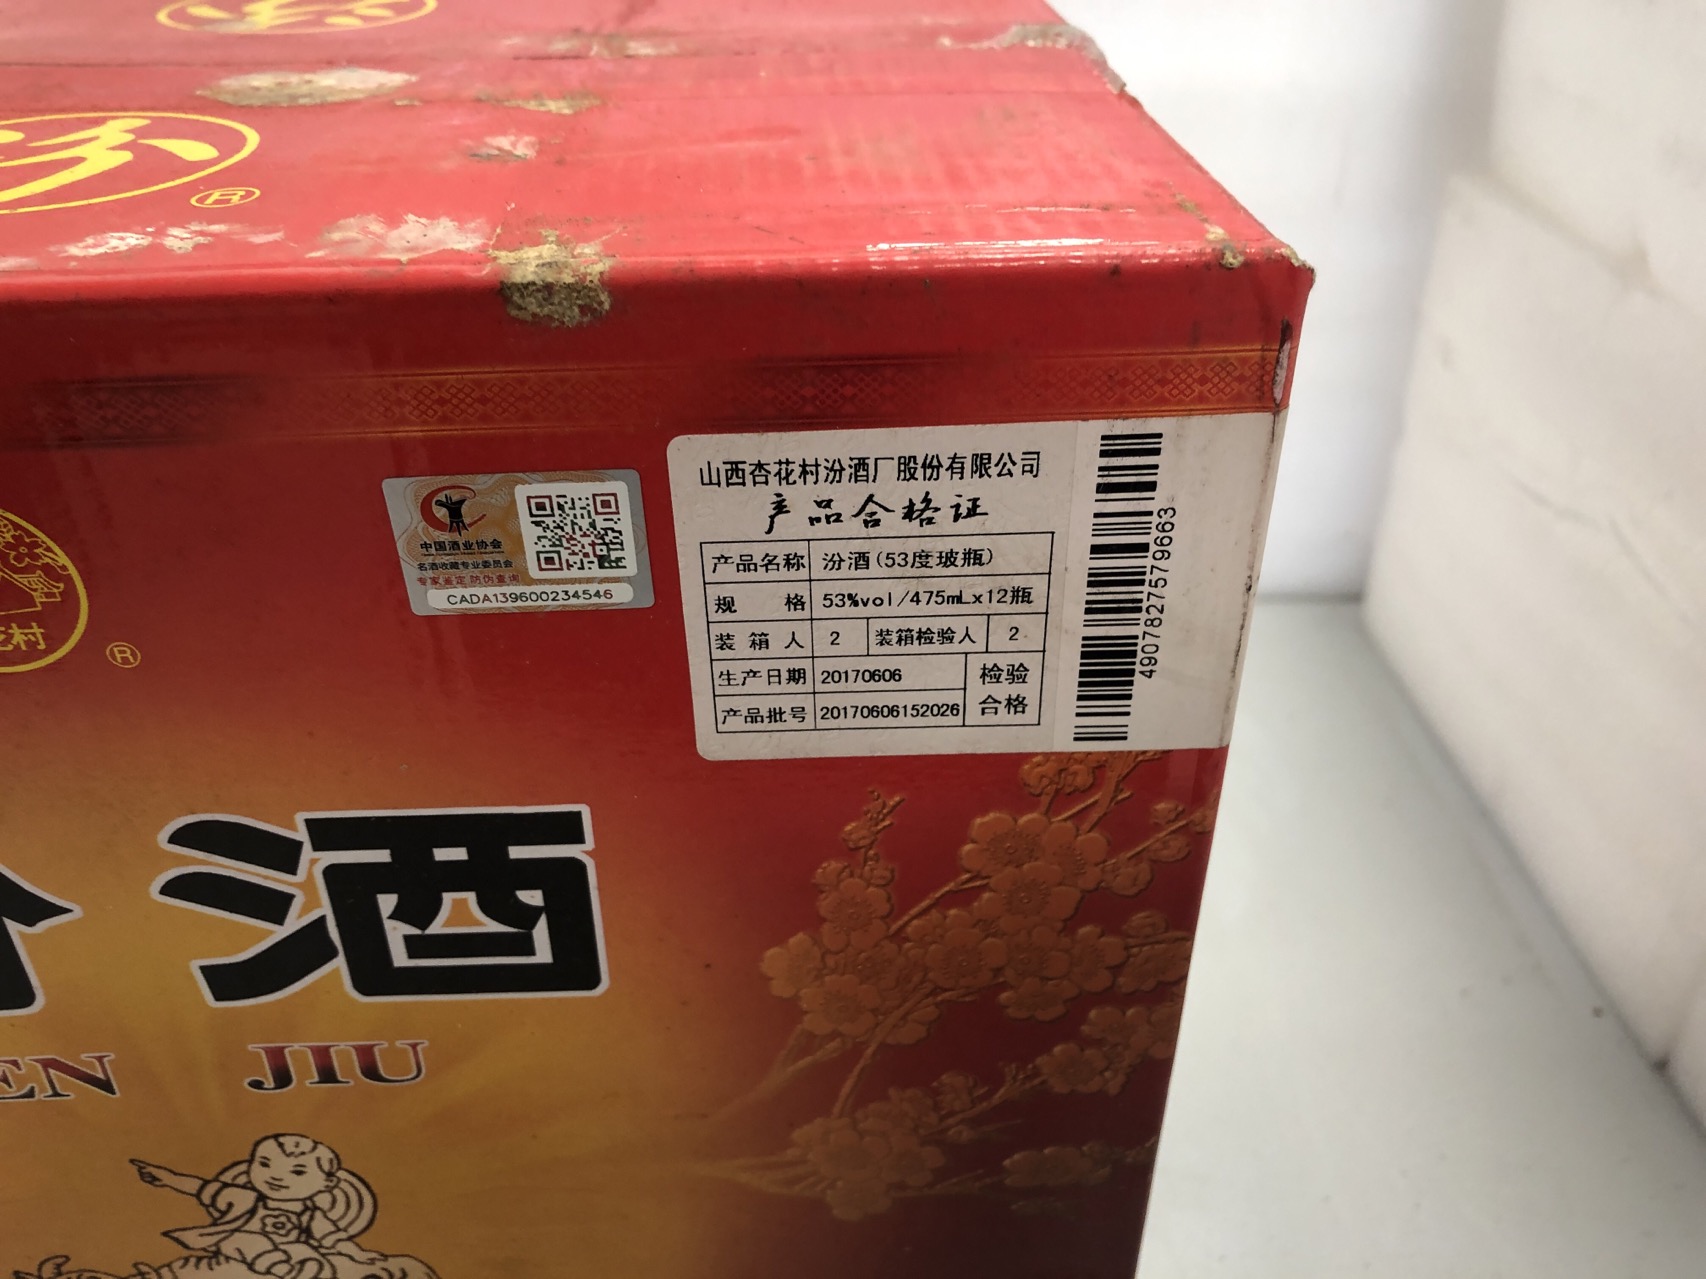 汾
®
山西杏花村汾酒厂股份有限公司
产品合格证
产品名称 汾酒(53度玻瓶)
规 格 53%vol/475mLx12瓶
装 箱 人 2 装箱检验人 2
生产日期 20170606 检验
产品批号 20170606152026 合格
4907827579663
中国酒业协会
名酒收藏专业委员会
专家鉴定 防伪查询
CADA139600234546
村
®
酒
EN JIU